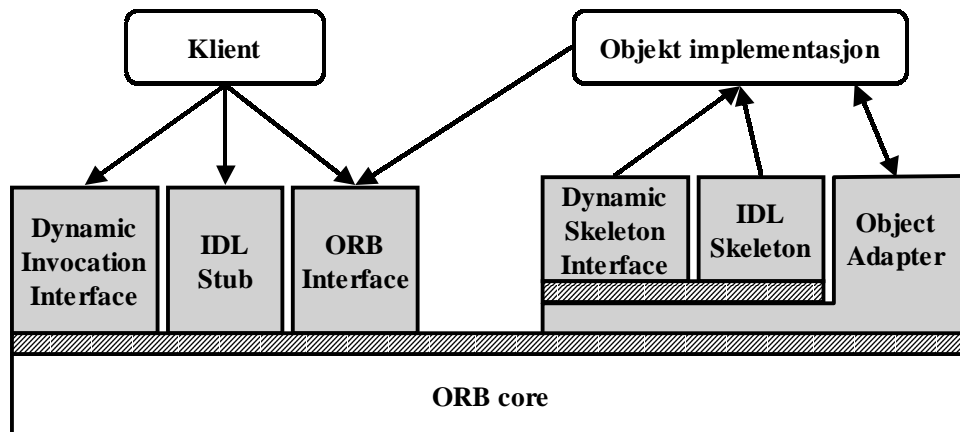 Klient
Objekt implementasjon
Dynamic
Invocation
Interface
IDL
Stub
ORB
Interface
Dynamic
Skeleton
Interface
IDL
Skeleton
Object
Adapter
ORB core